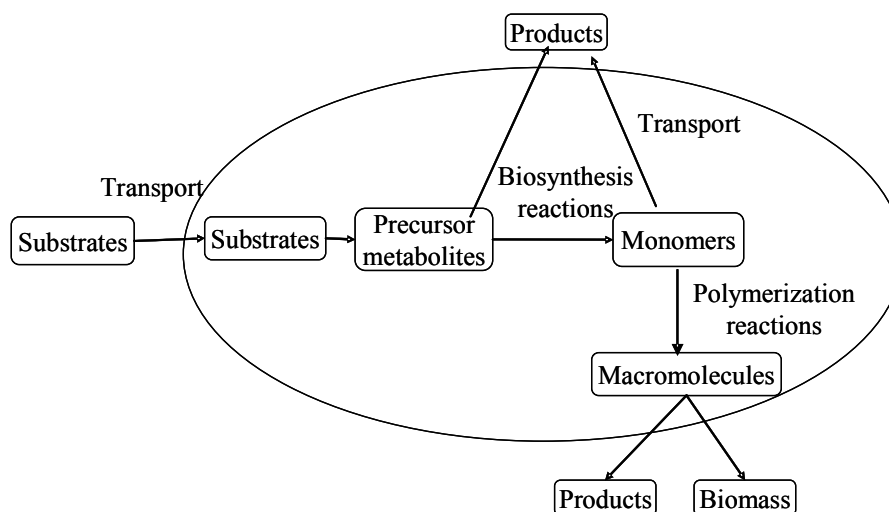 Products
Transport
Transport
Biosynthesis
reactions
Substrates
Substrates
Precursor
metabolites
Monomers
Polymerization
reactions
Macromolecules
Products
Biomass